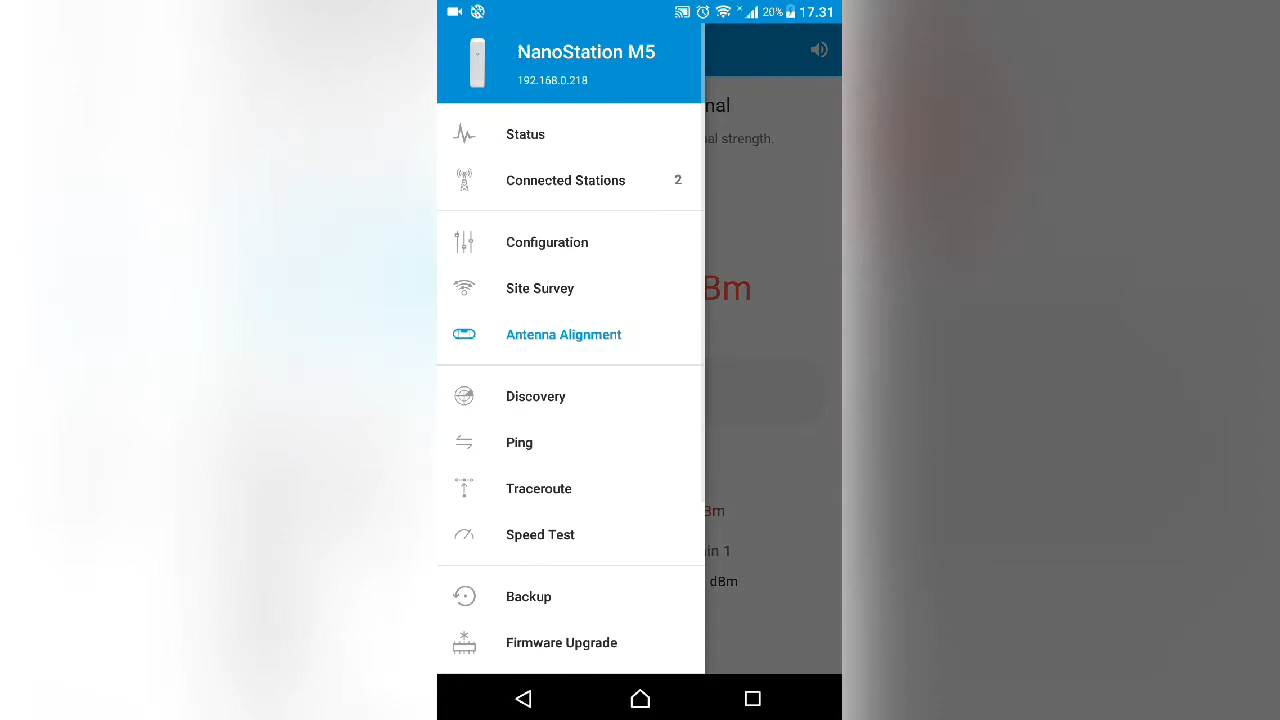 20% 17.31
NanoStation M5
192.168.0.218
Status
Connected Stations 2
Configuration
Site Survey
Antenna Alignment
Discovery
Ping
Traceroute
Speed Test
Backup
Firmware Upgrade
nal
nal strength.
Bm
Bm
in 1
dBm